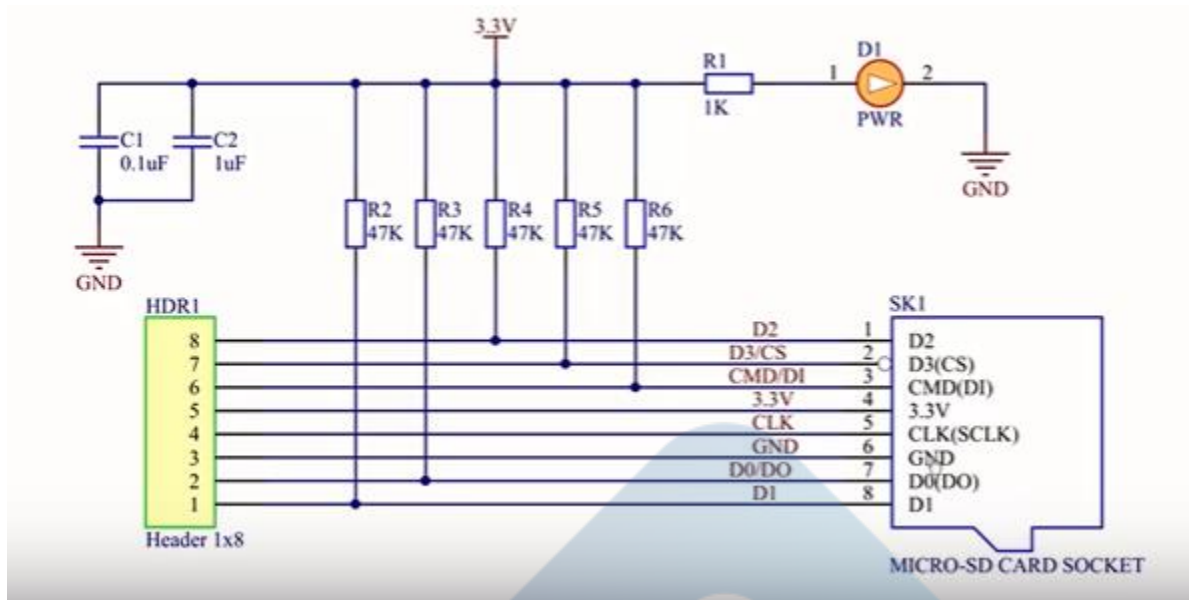 3.3V
R1
1K
D1
1
2
PWR
GND
C1
0.1uF
C2
1uF
GND
R2
47K
R3
47K
R4
47K
R5
47K
R6
47K
HDR1
8
7
6
5
4
3
2
1
Header 1x8
D2
D3/CS
CMD/DI
3.3V
CLK
GND
D0/DO
D1
1
2
3
4
5
6
7
8
SK1
D2
D3(CS)
CMD(DI)
3.3V
CLK(SCLK)
GND
D0(DO)
D1
MICRO-SD CARD SOCKET